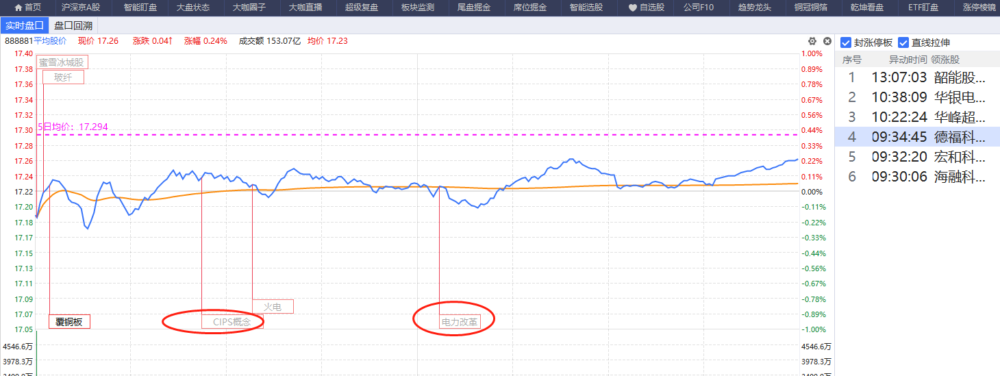 首页 沪深京A股 智能盯盘 大盘状态 大咖圈子 大咖直播 超级复盘 板块监测 尾盘掘金 席位掘金 智能选股 自选股 公司F10 趋势龙头 铜冠铜箔 乾坤看盘 ETF盯盘 涨停棱镜
实时盘口 盘口回溯
888881平均股价 现价 17.26 涨跌 0.04↑ 涨幅 0.24% 成交额 153.07亿 均价 17.23
封涨停板 直线拉伸
序号 异动时间 领涨股
1 13:07:03 韶能股...
2 10:38:09 华银电...
3 10:22:24 华峰超...
4 09:34:45 德福科...
5 09:32:20 宏和科...
6 09:30:06 海融科...
17.40 1.00%
蜜雪冰城股
17.38 0.89%
玻纤
17.36 0.78%
17.34 0.67%
17.32 0.56%
5日均价：17.294
17.30 0.44%
17.28 0.33%
17.26 0.22%
17.24 0.11%
17.22 0.00%
17.20 -0.11%
17.18 -0.22%
17.17 -0.33%
17.15 -0.44%
17.13 -0.56%
17.11 -0.67%
17.09 -0.78%
火电
17.07 -0.89%
覆铜板 CIPS概念 电力改革
17.05 -1.00%
4546.6万 4546.6万
3978.3万 3978.3万